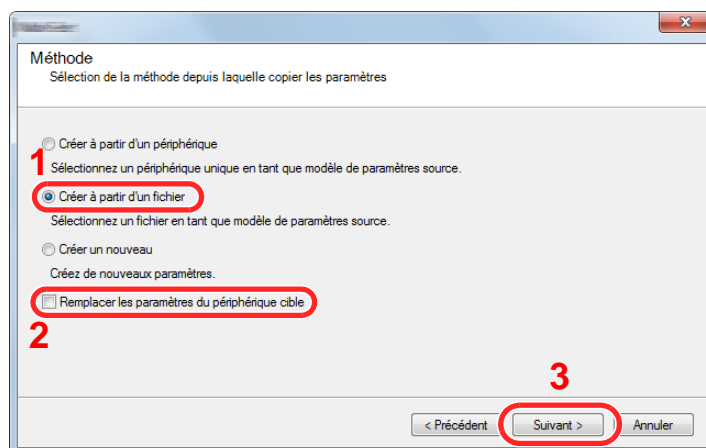 Méthode
Sélection de la méthode depuis laquelle copier les paramètres
Créer à partir d'un périphérique
1
Sélectionnez un périphérique unique en tant que modèle de paramètres source.
Créer à partir d'un fichier
Sélectionnez un fichier en tant que modèle de paramètres source.
Créer un nouveau
Créez de nouveaux paramètres.
Remplacer les paramètres du périphérique cible
2
3
< Précédent
Suivant >
Annuler